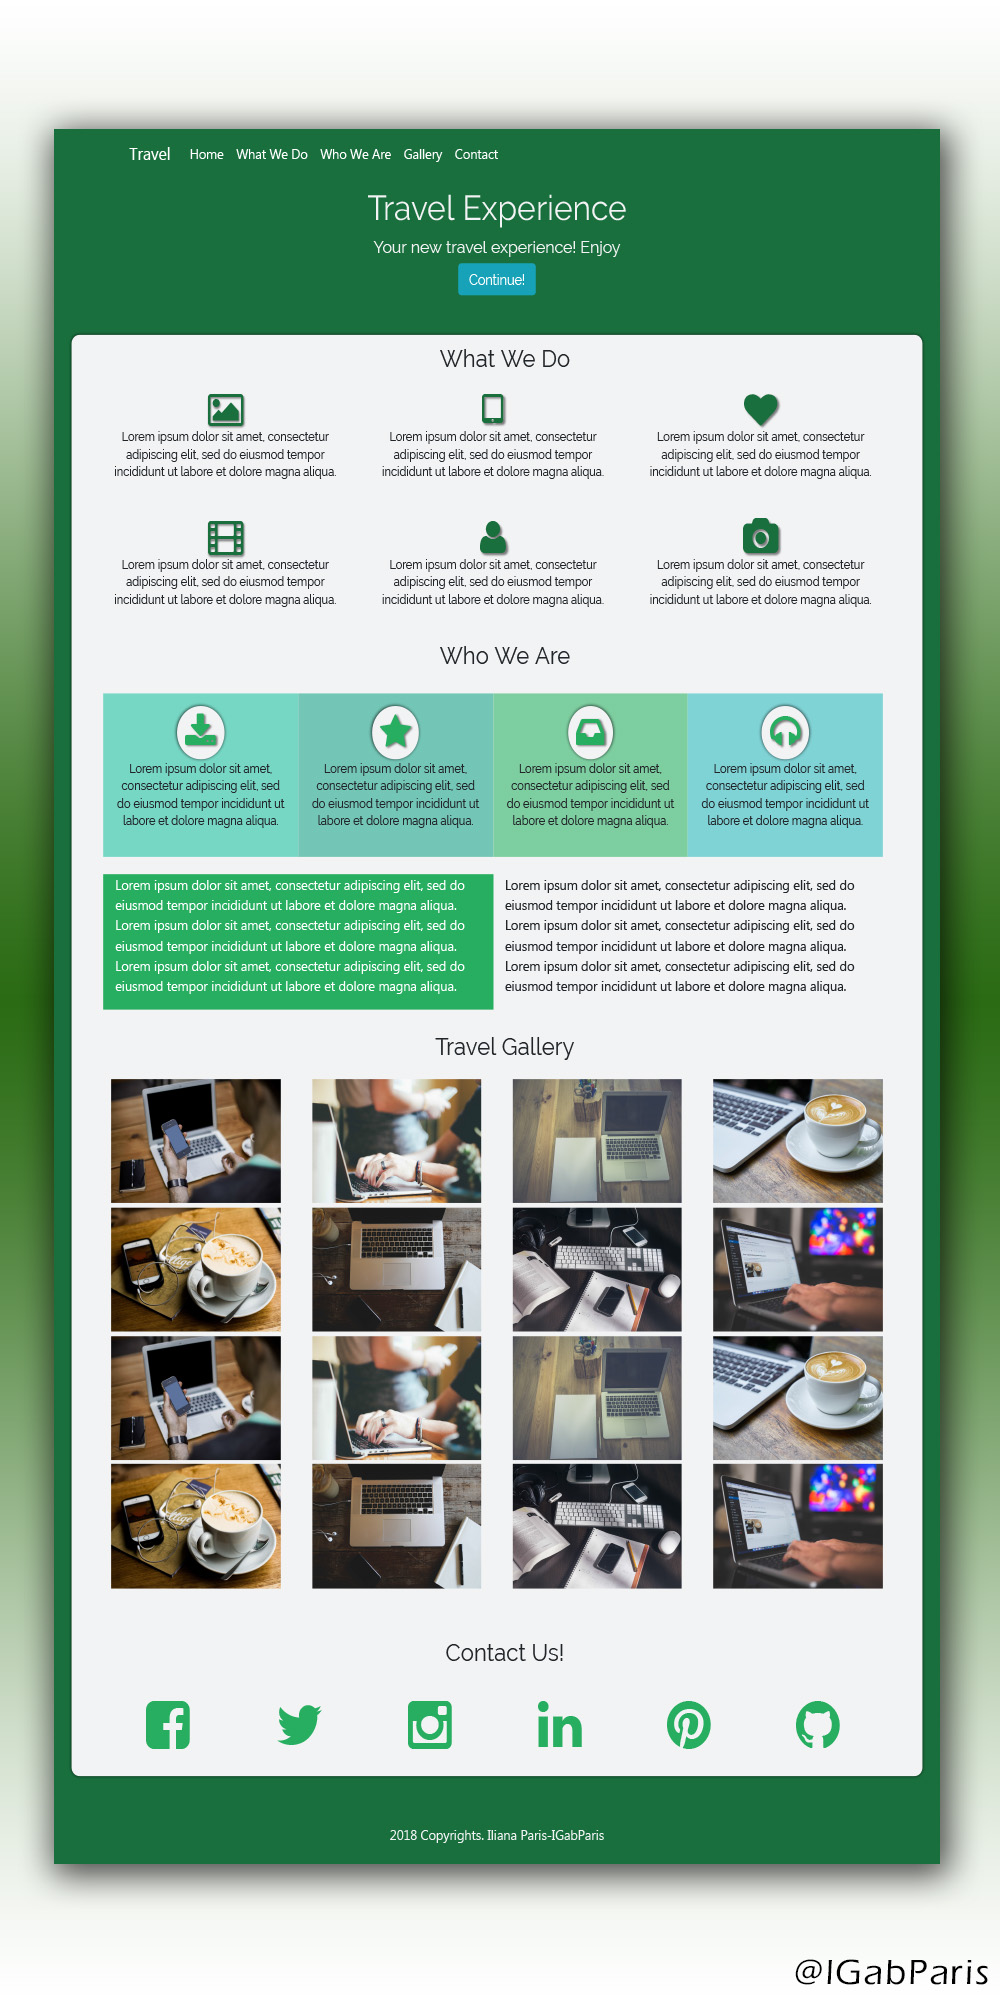 Travel Home What We Do Who We Are Gallery Contact
Travel Experience
Your new travel experience! Enjoy
Continue!
What We Do
Lorem ipsum dolor sit amet, consectetur
adipiscing elit, sed do eiusmod tempor
incididunt ut labore et dolore magna aliqua.
Lorem ipsum dolor sit amet, consectetur
adipiscing elit, sed do eiusmod tempor
incididunt ut labore et dolore magna aliqua.
Lorem ipsum dolor sit amet, consectetur
adipiscing elit, sed do eiusmod tempor
incididunt ut labore et dolore magna aliqua.
Lorem ipsum dolor sit amet, consectetur
adipiscing elit, sed do eiusmod tempor
incididunt ut labore et dolore magna aliqua.
Lorem ipsum dolor sit amet, consectetur
adipiscing elit, sed do eiusmod tempor
incididunt ut labore et dolore magna aliqua.
Lorem ipsum dolor sit amet, consectetur
adipiscing elit, sed do eiusmod tempor
incididunt ut labore et dolore magna aliqua.
Who We Are
Lorem ipsum dolor sit amet,
consectetur adipiscing elit, sed
do eiusmod tempor incididunt ut
labore et dolore magna aliqua.
Lorem ipsum dolor sit amet,
consectetur adipiscing elit, sed
do eiusmod tempor incididunt ut
labore et dolore magna aliqua.
Lorem ipsum dolor sit amet,
consectetur adipiscing elit, sed
do eiusmod tempor incididunt ut
labore et dolore magna aliqua.
Lorem ipsum dolor sit amet,
consectetur adipiscing elit, sed
do eiusmod tempor incididunt ut
labore et dolore magna aliqua.
Lorem ipsum dolor sit amet, consectetur adipiscing elit, sed do
eiusmod tempor incididunt ut labore et dolore magna aliqua.
Lorem ipsum dolor sit amet, consectetur adipiscing elit, sed do
eiusmod tempor incididunt ut labore et dolore magna aliqua.
Lorem ipsum dolor sit amet, consectetur adipiscing elit, sed do
eiusmod tempor incididunt ut labore et dolore magna aliqua.
Lorem ipsum dolor sit amet, consectetur adipiscing elit, sed do
eiusmod tempor incididunt ut labore et dolore magna aliqua.
Lorem ipsum dolor sit amet, consectetur adipiscing elit, sed do
eiusmod tempor incididunt ut labore et dolore magna aliqua.
Lorem ipsum dolor sit amet, consectetur adipiscing elit, sed do
eiusmod tempor incididunt ut labore et dolore magna aliqua.
Travel Gallery
Contact Us!
2018 Copyrights. Iliana Paris-IGabParis
@IGabParis